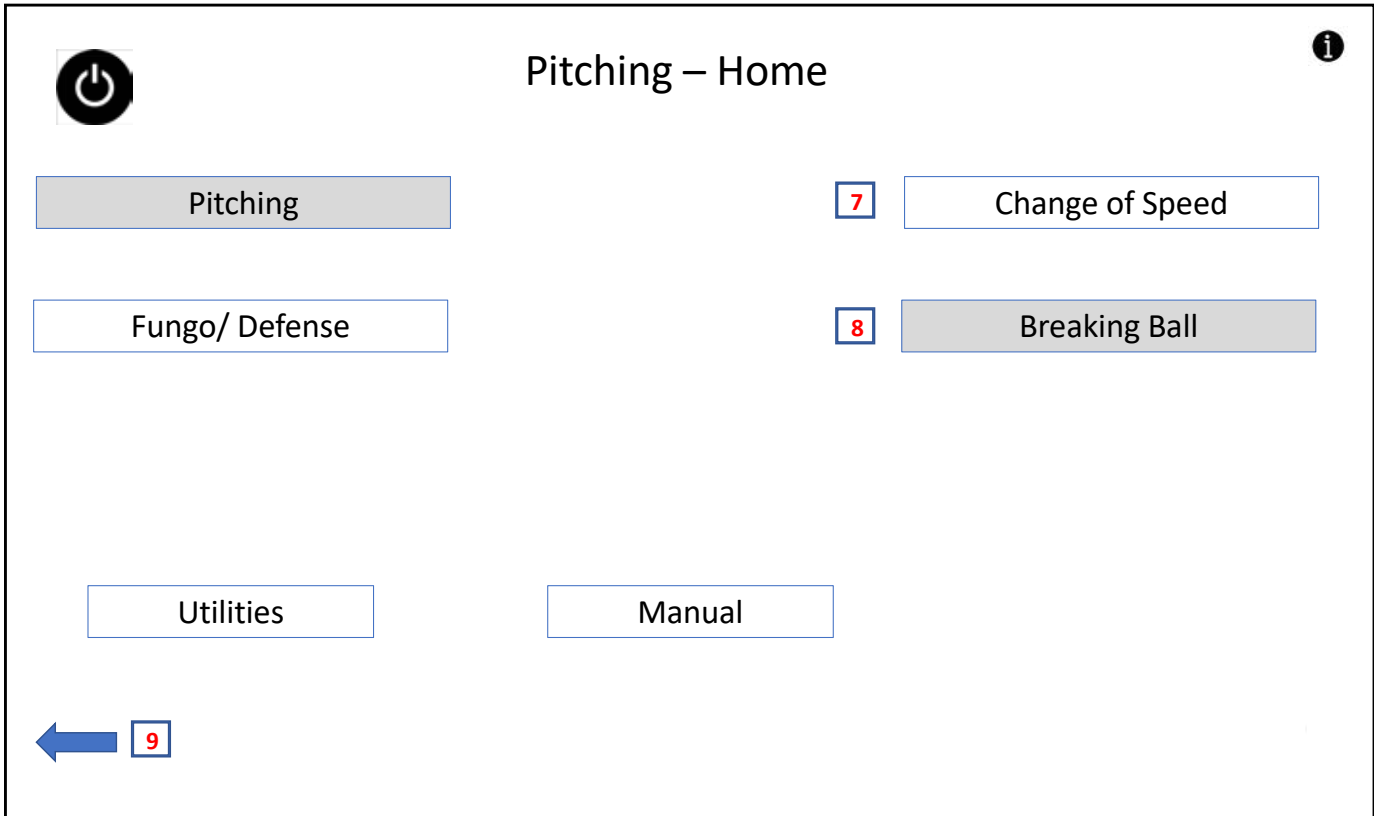 Pitching – Home
i
Pitching
7
Change of Speed
Fungo/ Defense
8
Breaking Ball
Utilities
Manual
9